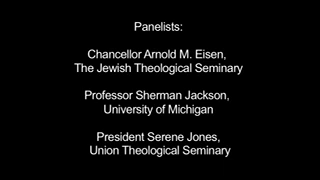 Panelists:
Chancellor Arnold M. Eisen,
The Jewish Theological Seminary
Professor Sherman Jackson,
University of Michigan
President Serene Jones,
Union Theological Seminary